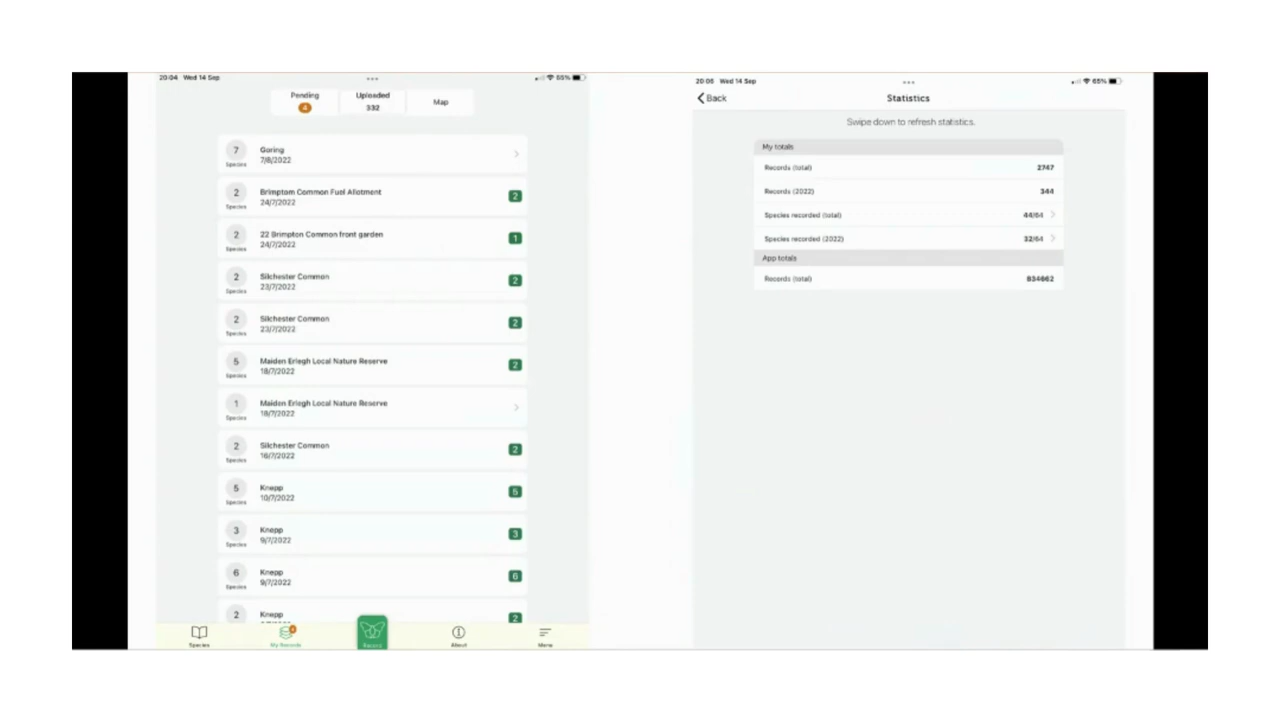 20:04 Wed 14 Sep
55%
Pending
4
Uploaded
332
Map
7
Species
Goring
7/8/2022
2
Species
Brimptom Common Fuel Allotment
24/7/2022
2
2
Species
22 Brimpton Common front garden
24/7/2022
1
2
Species
Silchester Common
23/7/2022
2
2
Species
Silchester Common
23/7/2022
2
5
Species
Maiden Erlegh Local Nature Reserve
18/7/2022
2
1
Species
Maiden Erlegh Local Nature Reserve
18/7/2022
2
Species
Silchester Common
16/7/2022
2
5
Species
Knepp
10/7/2022
5
3
Species
Knepp
9/7/2022
3
6
Species
Knepp
9/7/2022
6
2
Knepp
2
Species
My Records
Record
About
Menu
20:05 Wed 14 Sep
65%
Back
Statistics
Swipe down to refresh statistics.
My totals
Records (total) 2747
Records (2022) 344
Species recorded (total) 44/64
Species recorded (2022) 32/64
App totals
Records (total) 834662